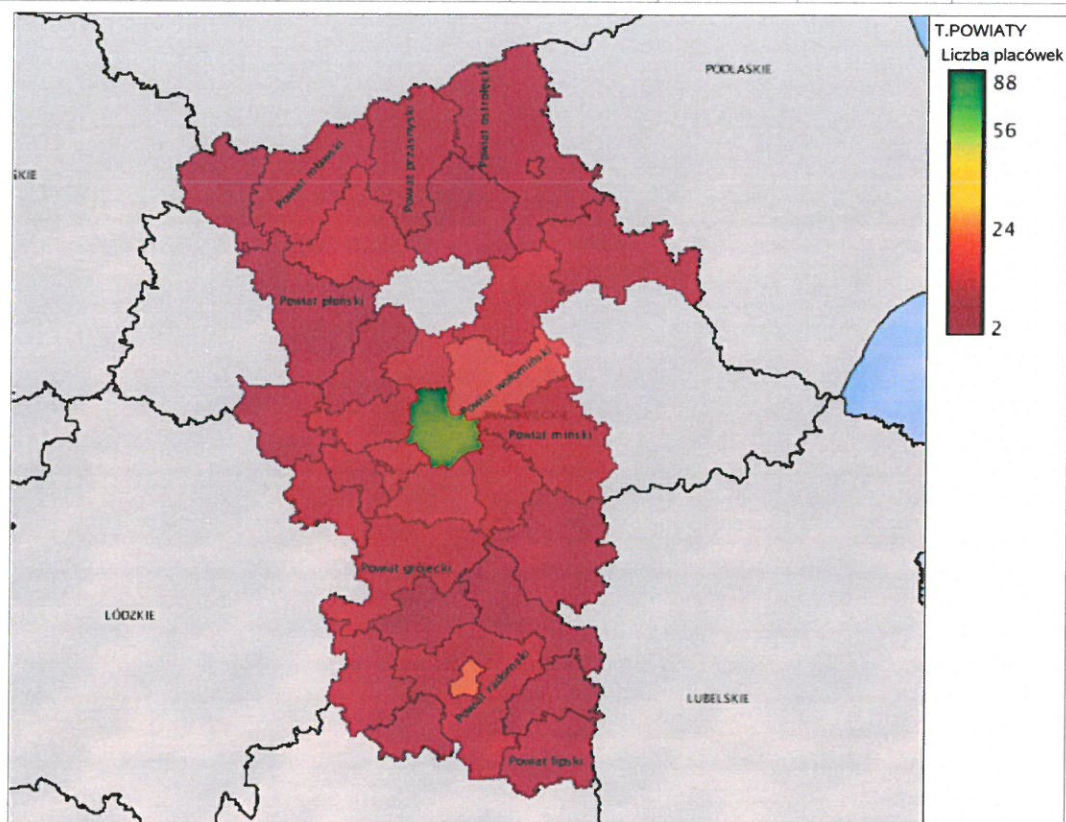 T.POWIATY
Liczba placówek
88
56
24
2
PODLASKIE
SKIE
Powiat mławski
Powiat przasnyski
Powiat ostrołęcki
Powiat płoński
Powiat wołomiński
Powiat miński
Powiat grójecki
ŁÓDZKIE
Powiat radomski
LUBELSKIE
Powiat lipski